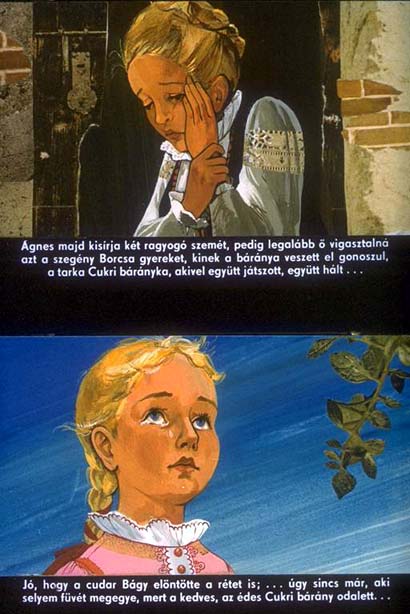 Ágnes majd kisírja két ragyogó szemét, pedig legalább ő vigasztalná
azt a szegény Borcsa gyereket, kinek a báránya veszett el gonoszul,
a tarka Cukri bárányka, akivel együtt játszott, együtt hált . . .
Jó, hogy a cudar Bágy elöntötte a rétet is; . . . úgy sincs már, aki
selyem füvét megegye, mert a kedves, az édes Cukri bárány odalett. . .